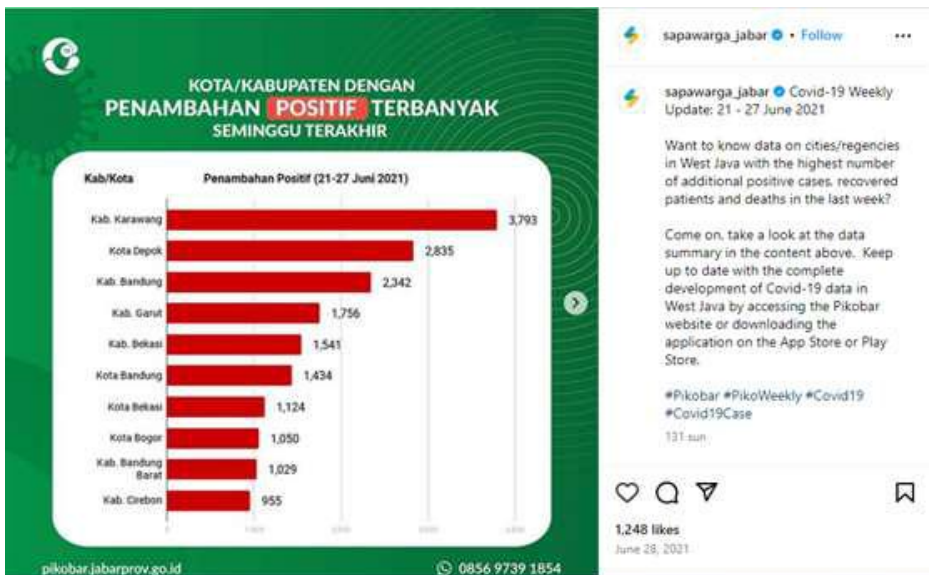 KOTA/KABUPATEN DENGAN
PENAMBAHAN POSITIF TERBANYAK
SEMINGGU TERAKHIR
Kab/Kota
Penambahan Positif (21-27 Juni 2021)
Kab. Karawang 3,793
Kota Depok 2,835
Kab. Bandung 2,342
Kab. Garut 1,756
Kab. Bekasi 1,541
Kota Bandung 1,434
Kota Bekasi 1,124
Kota Bogor 1,050
Kab. Bandung
Barat 1,029
Kab. Cirebon 955
pikobar.jabarprov.go.id
0856 9739 1854
sapawarga_jabar • Follow
sapawarga_jabar Covid-19 Weekly
Update: 21 - 27 June 2021
Want to know data on cities/regencies
in West Java with the highest number
of additional positive cases, recovered
patients and deaths in the last week?
Come on, take a look at the data
summary in the content above. Keep
up to date with the complete
development of Covid-19 data in
West Java by accessing the Pikobar
website or downloading the
application on the App Store or Play
Store.
#Pikobar #PikoWeekly #Covid19
#Covid19Case
131 sun
1,248 likes
June 28, 2021